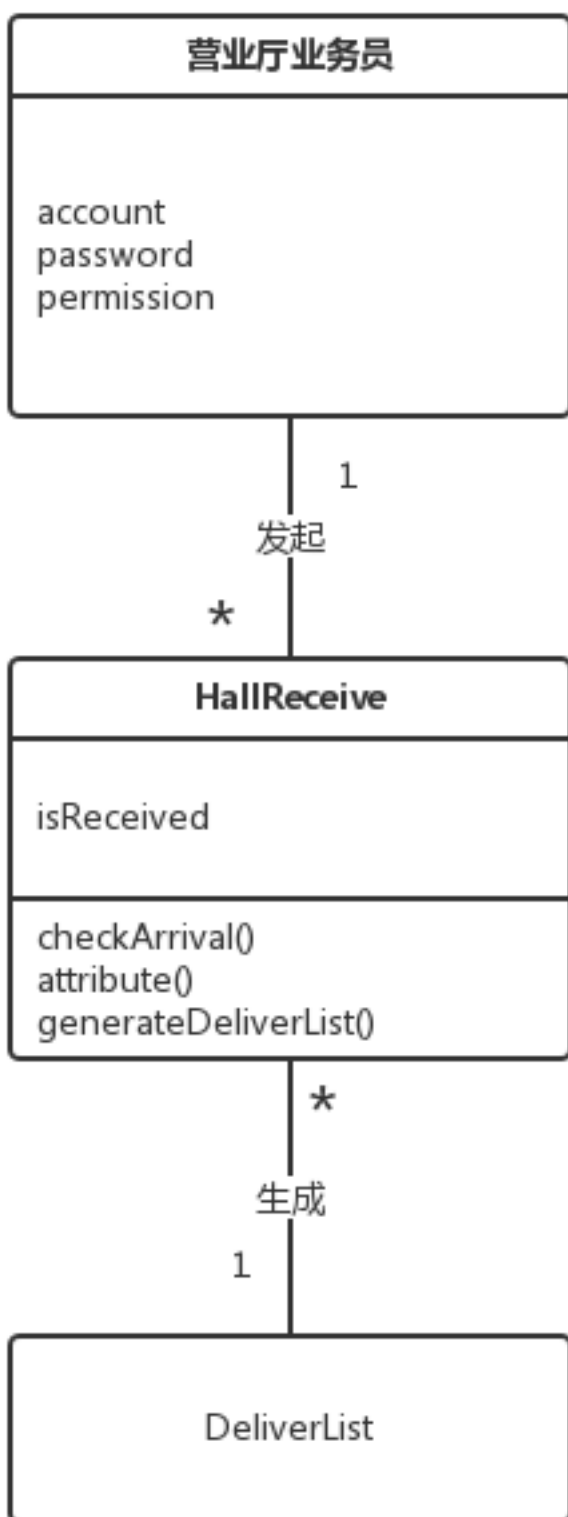 营业厅业务员
account
password
permission
1
发起
*
HallReceive
isReceived
checkArrival()
attribute()
generateDeliverList()
*
生成
1
DeliverList